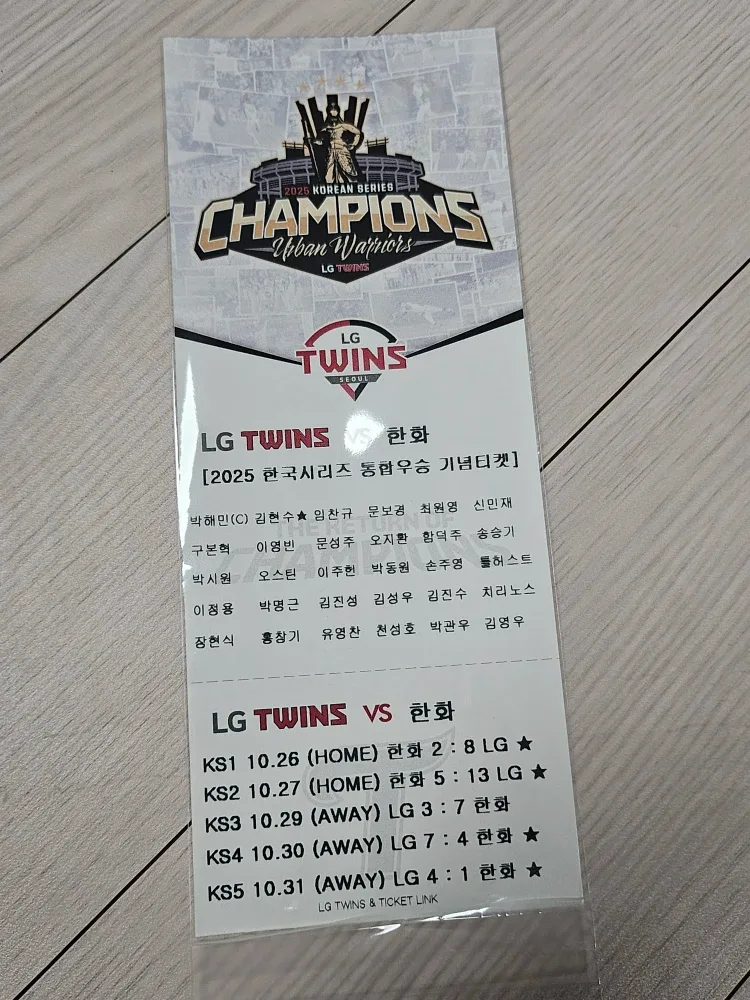 2025 KOREAN SERIES
CHAMPIONS
Urban Warriors
LG TWINS
LG
TWINS
SEOUL
LG TWINS VS 한화
[2025 한국시리즈 통합우승 기념티켓]
THE RETURN OF
CHAMPIONS
박해민(C) 김현수★ 임찬규 문보경 최원영 신민재
구본혁 이영빈 문성주 오지환 함덕주 송승기
박시원 오스틴 이주헌 박동원 손주영 톨허스트
이정용 박명근 김진성 김성우 김진수 치리노스
장현식 홍창기 유영찬 천성호 박관우 김영우
LG TWINS VS 한화
KS1 10.26 (HOME) 한화 2 : 8 LG ★
KS2 10.27 (HOME) 한화 5 : 13 LG ★
KS3 10.29 (AWAY) LG 3 : 7 한화
KS4 10.30 (AWAY) LG 7 : 4 한화 ★
KS5 10.31 (AWAY) LG 4 : 1 한화 ★
LG TWINS & TICKET LINK